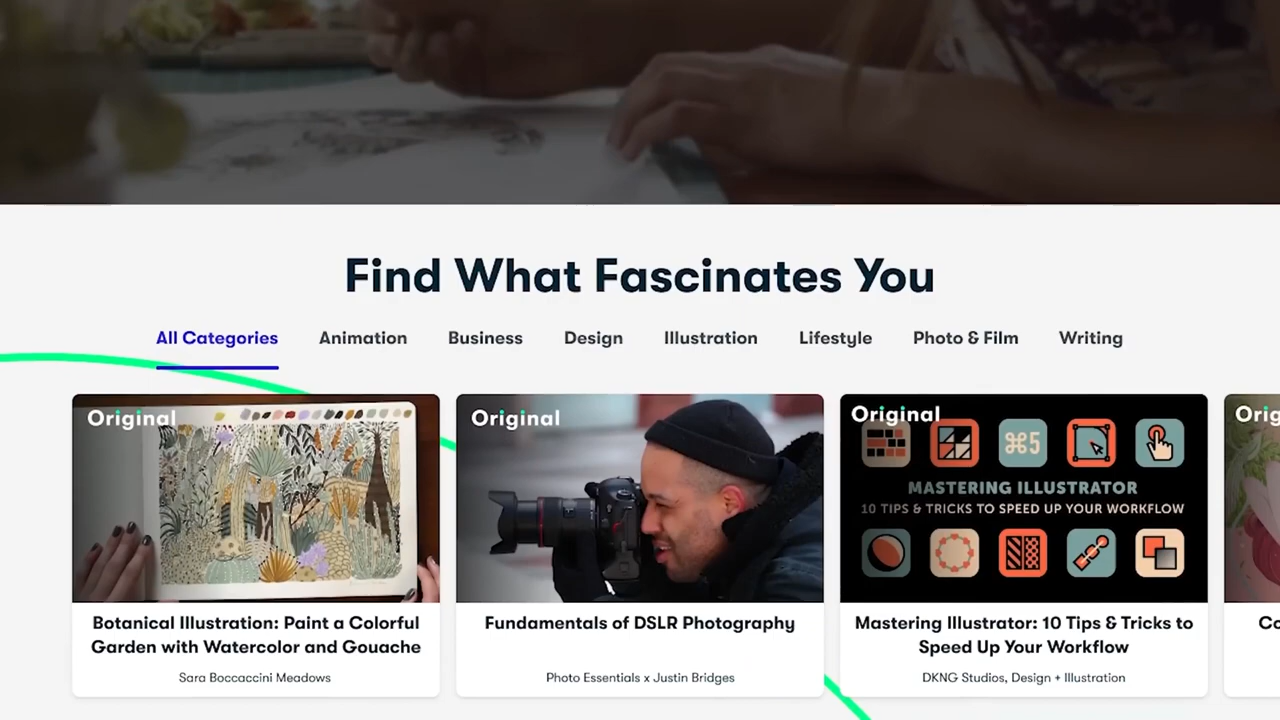 Find What Fascinates You
All Categories Animation Business Design Illustration Lifestyle Photo & Film Writing
Original
Original
Original
⌘5
MASTERING ILLUSTRATOR
10 TIPS & TRICKS TO SPEED UP YOUR WORKFLOW
Botanical Illustration: Paint a Colorful
Garden with Watercolor and Gouache
Sara Boccaccini Meadows
Fundamentals of DSLR Photography
Photo Essentials x Justin Bridges
Mastering Illustrator: 10 Tips & Tricks to
Speed Up Your Workflow
DKNG Studios, Design + Illustration